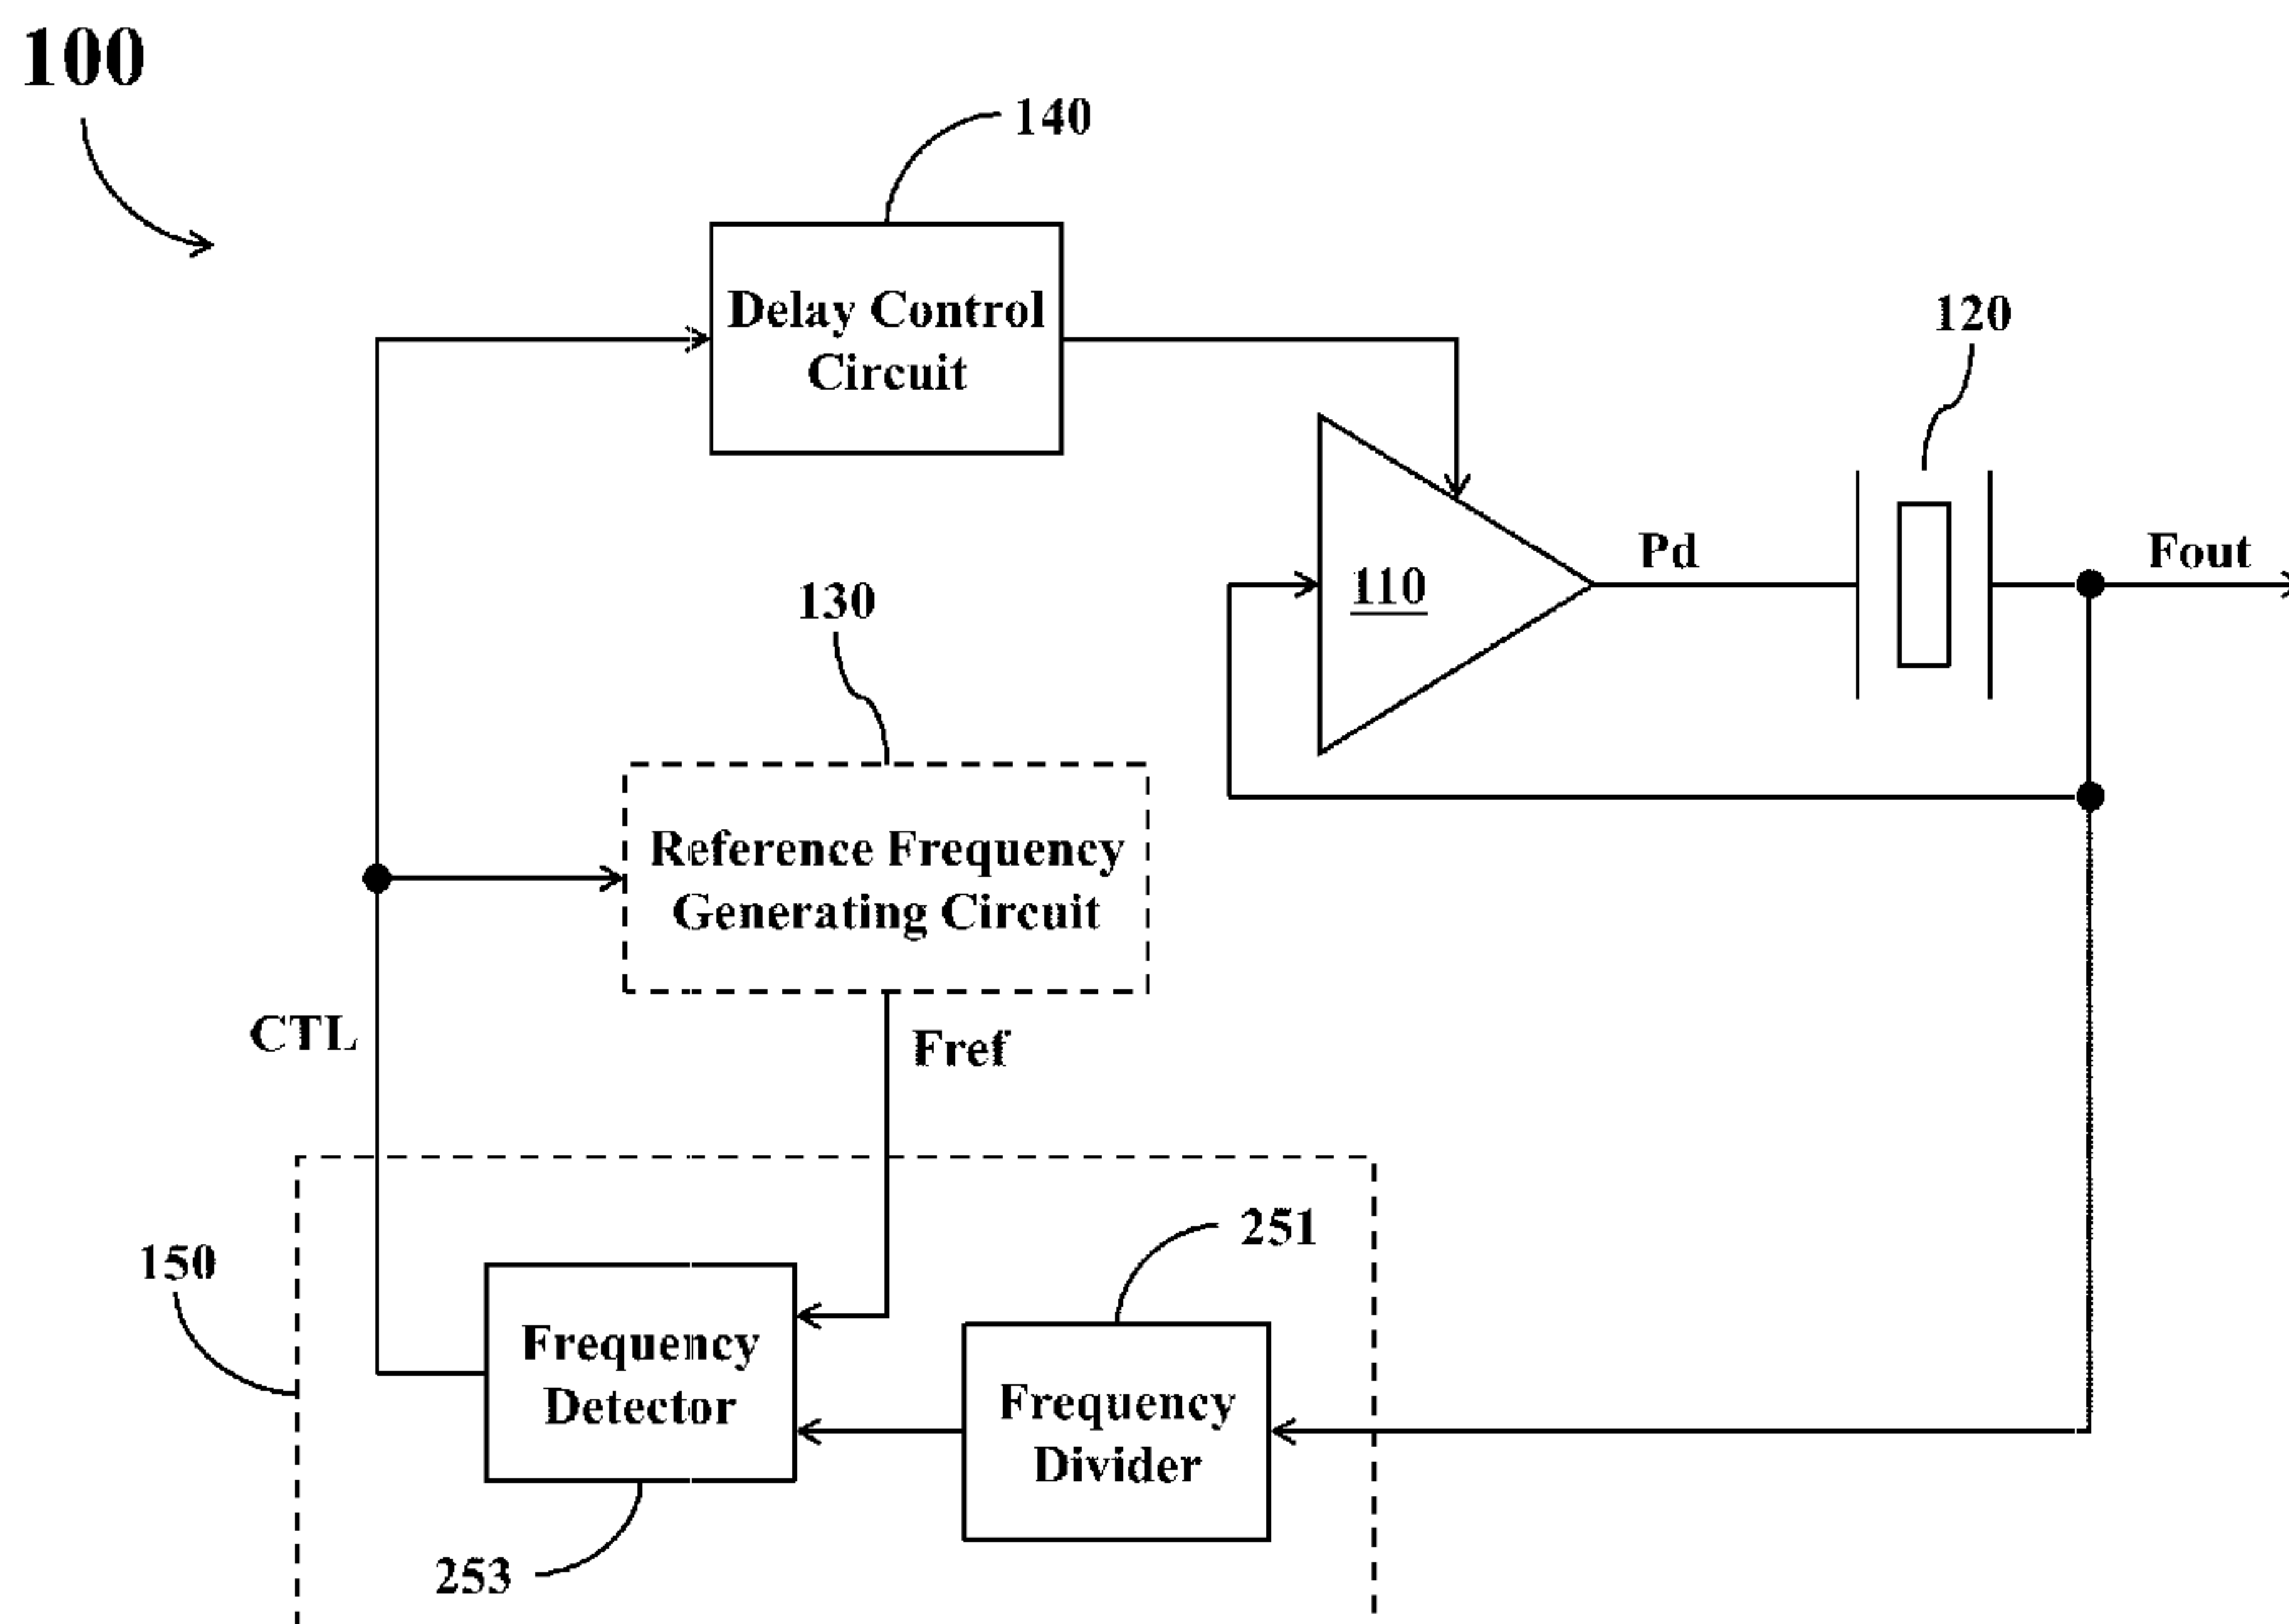 100
140
Delay Control
Circuit
120
Pd
Fout
110
130
Reference Frequency
Generating Circuit
CTL
Fref
251
150
Frequency
Detector
Frequency
Divider
253